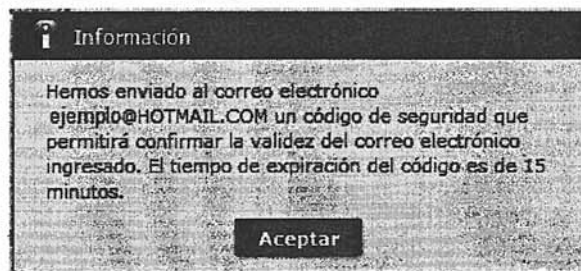 Información
Hemos enviado al correo electrónico
ejemplo@HOTMAIL.COM un código de seguridad que
permitirá confirmar la validez del correo electrónico
ingresado. El tiempo de expiración del código es de 15
minutos.
Aceptar